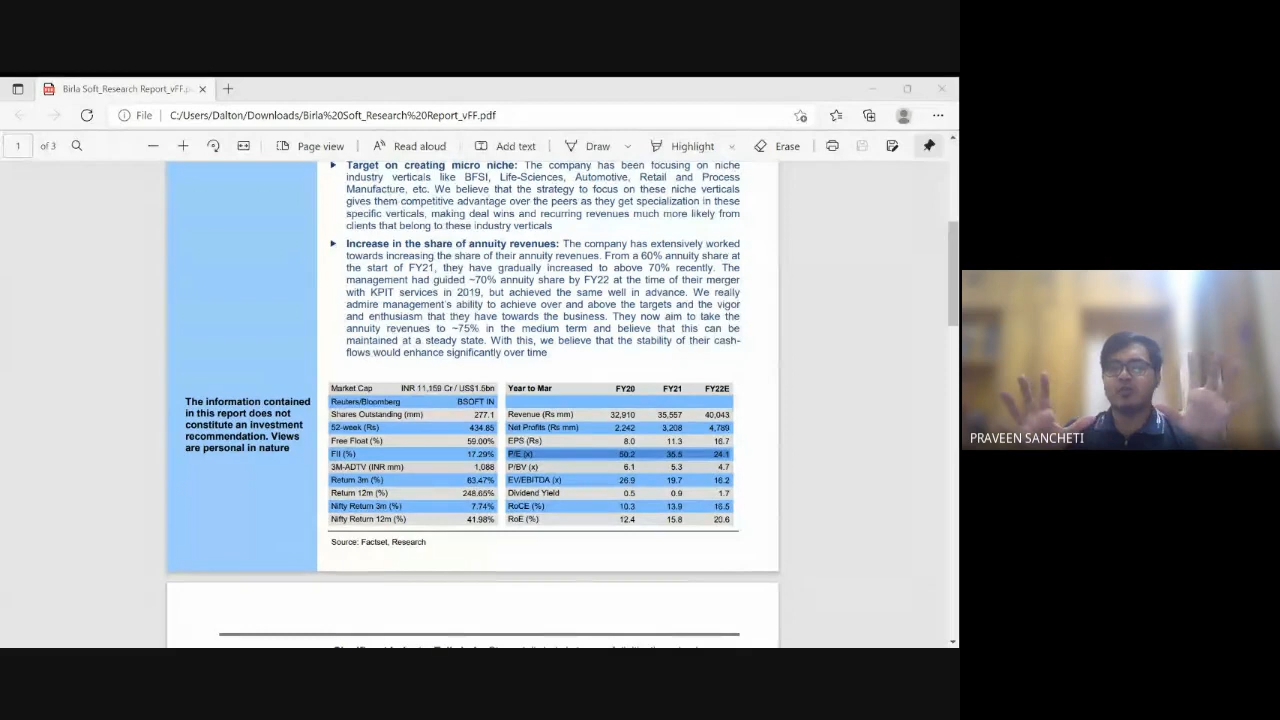 Birla Soft_Research Report_vFF.p
File
C:/Users/Dalton/Downloads/Birla%20Soft_Research%20Report_vFF.pdf
1 of 3
Page view
Read aloud
Add text
Draw
Highlight
Erase
Target on creating micro niche: The company has been focusing on niche
industry verticals like BFSI, Life-Sciences, Automotive, Retail and Process
Manufacture, etc. We believe that the strategy to focus on these niche verticals
gives them competitive advantage over the peers as they get specialization in these
specific verticals, making deal wins and recurring revenues much more likely from
clients that belong to these industry verticals
Increase in the share of annuity revenues: The company has extensively worked
towards increasing the share of their annuity revenues. From a 60% annuity share at
the start of FY21, they have gradually increased to above 70% recently. The
management had guided ~70% annuity share by FY22 at the time of their merger
with KPIT services in 2019, but achieved the same well in advance. We really
admire management's ability to achieve over and above the targets and the vigor
and enthusiasm that they have towards the business. They now aim to take the
annuity revenues to ~75% in the medium term and believe that this can be
maintained at a steady state. With this, we believe that the stability of their cash-
flows would enhance significantly over time
The information contained
in this report does not
constitute an investment
recommendation. Views
are personal in nature
Market Cap INR 11,159 Cr / US$1.5bn
Reuters/Bloomberg BSOFT IN
Shares Outstanding (mm) 277.1
52-week (Rs) 434.85
Free Float (%) 59.00%
FII (%) 17.29%
3M-ADTV (INR mm) 1,088
Return 3m (%) 63.47%
Return 12m (%) 248.65%
Nifty Return 3m (%) 7.74%
Nifty Return 12m (%) 41.98%
Year to Mar FY20 FY21 FY22E
Revenue (Rs mm) 32,910 35,557 40,043
Net Profits (Rs mm) 2,242 3,208 4,789
EPS (Rs) 8.0 11.3 16.7
P/E (x) 50.2 35.5 24.1
P/BV (x) 6.1 5.3 4.7
EV/EBITDA (x) 26.9 19.7 16.2
Dividend Yield 0.5 0.9 1.7
RoCE (%) 10.3 13.9 16.5
RoE (%) 12.4 15.8 20.6
Source: Factset, Research
PRAVEEN SANCHETI